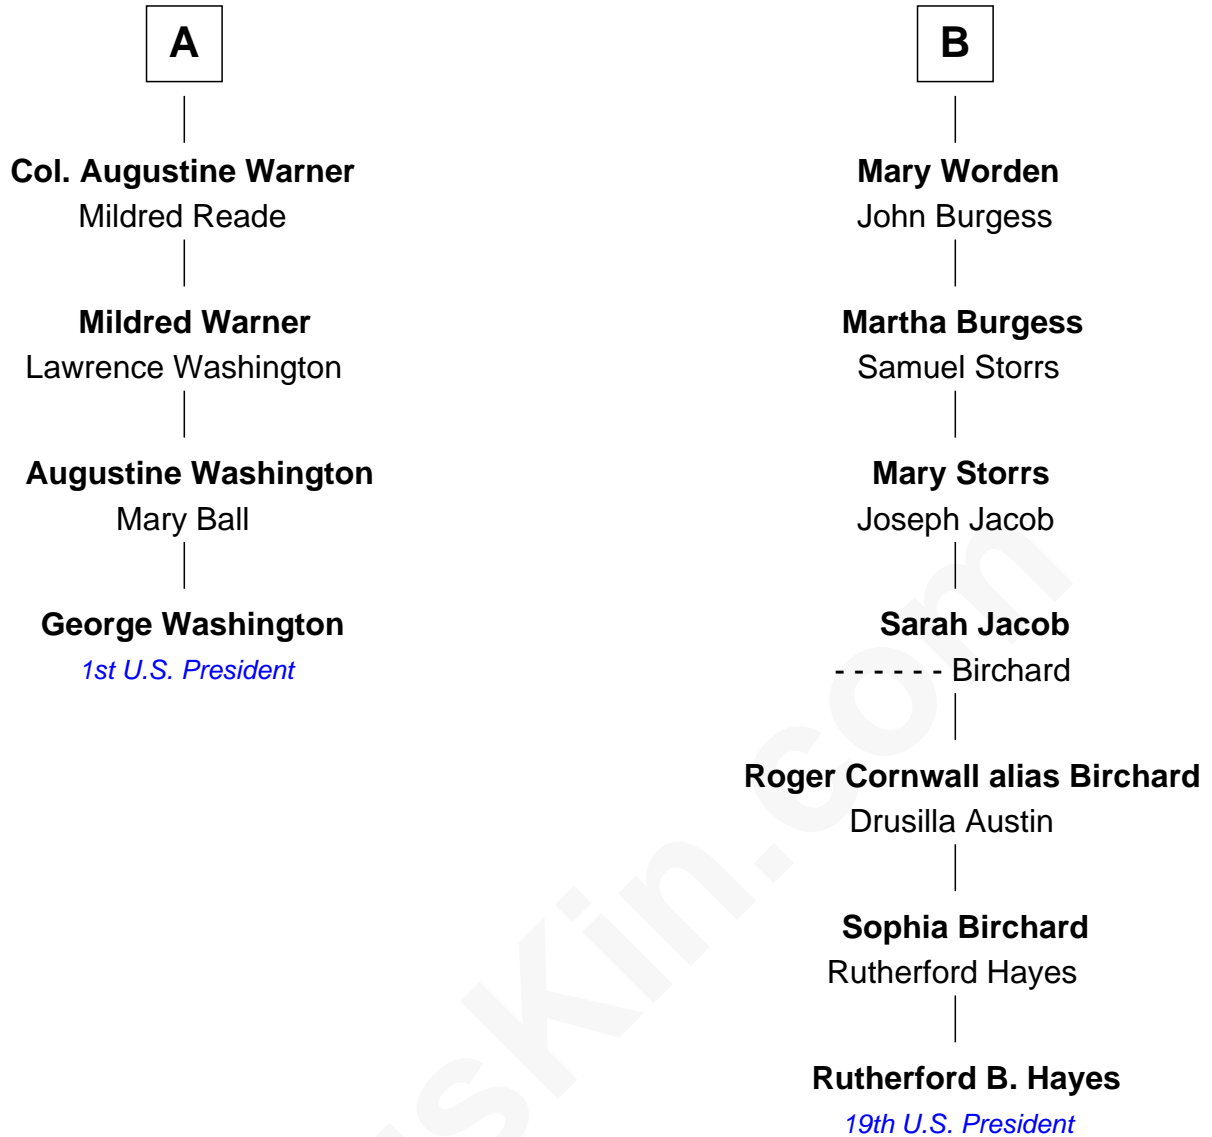 A
Col. Augustine Warner
Mildred Reade
Mildred Warner
Lawrence Washington
Augustine Washington
Mary Ball
George Washington
1st U.S. President
B
Mary Worden
John Burgess
Martha Burgess
Samuel Storrs
Mary Storrs
Joseph Jacob
Sarah Jacob
- - - - - - Birchard
Roger Cornwall alias Birchard
Drusilla Austin
Sophia Birchard
Rutherford Hayes
Rutherford B. Hayes
19th U.S. President
usKin.com